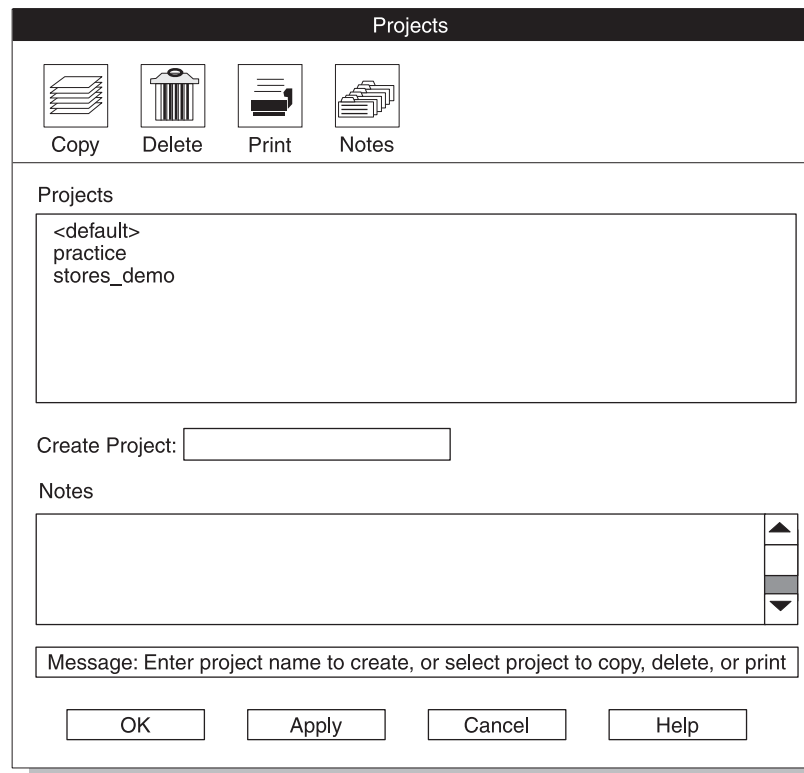 Projects
Copy Delete Print Notes
Projects
<default>
practice
stores_demo
Create Project:
Notes
Message: Enter project name to create, or select project to copy, delete, or print
OK Apply Cancel Help